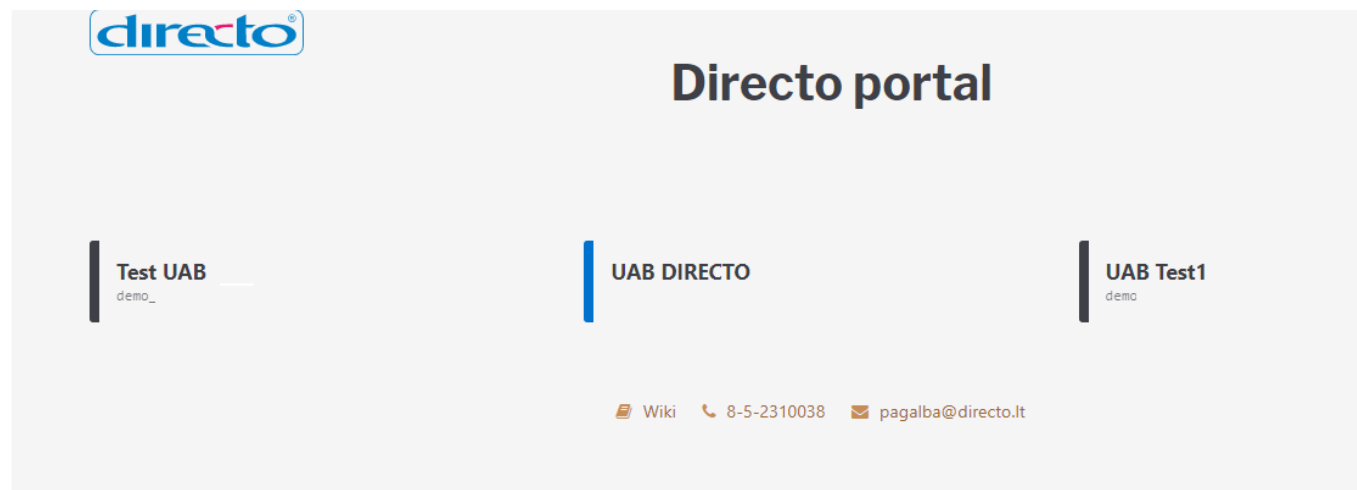 directo®
Directo portal
Test UAB
demo_
UAB DIRECTO
UAB Test1
demo
Wiki 8-5-2310038 pagalba@directo.lt